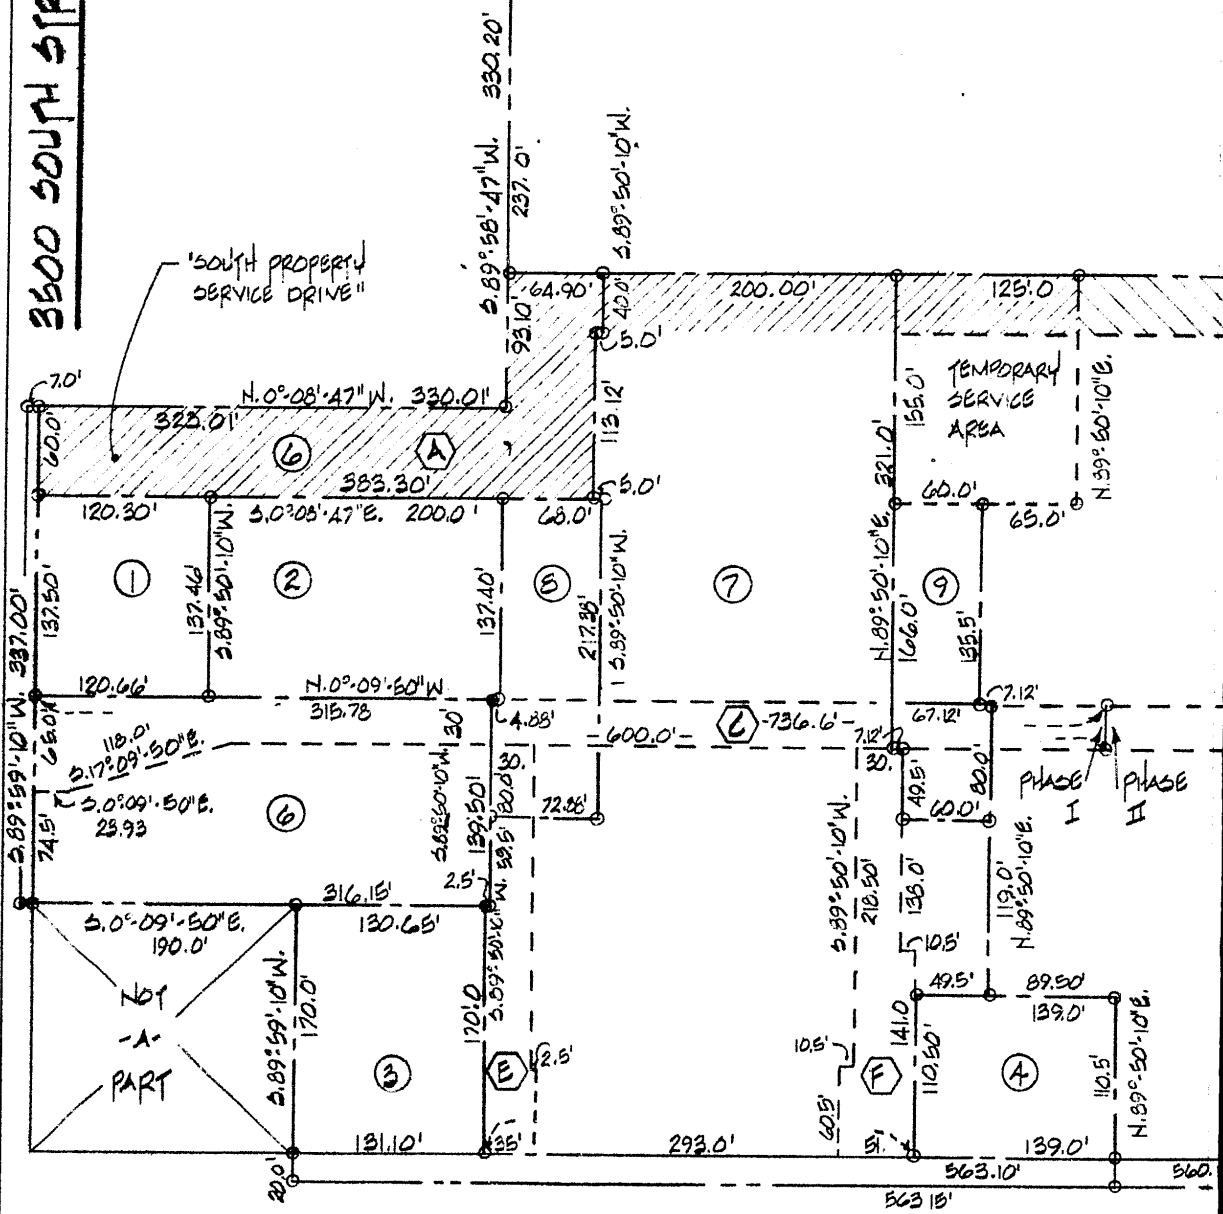 3500 SOUTH
330.20'
S.89°-58'-47"W.
237.0'
S.89°-50'-10"W.
"SOUTH PROPERTY
SERVICE DRIVE"
64.90'
40.0'
200.00'
125.0
93.10'
5.0'
TEMPORARY
SERVICE
AREA
155.0'
N.89°-50'-10"E.
7.0'
N.0°-08'-47"W. 330.01'
323.01'
60.0'
6
A
113.12'
321.0'
383.30'
5.0'
60.0'
65.0'
120.30'
S.0°08'-47"E. 200.0'
68.0'
1
137.50'
137.46'
S.89°-50'-10"W.
2
137.40'
5
217.38'
S.89°-50'-10"W.
7
N.89°-50'-10"E.
166.0'
9
135.5'
S.89°-59'-10"W. 337.00'
120.66'
N.0°-09'-50"W.
315.78
4.88'
600.0'
C
736.6'
7.12'
67.12'
7.12'
65.0'
118.0'
S.17°-09'-50"E.
S.0°09'-50"E.
23.93
74.5'
6
S.89°50-10"W.
30'
139.50'
30.
30.0'
59.5'
72.38'
30.
49.5'
80.0'
60.0'
PHASE
I
PHASE
II
316.15'
2.5'
S.0°-09'-50"E.
190.0'
130.65'
S.89°-50'-10"W.
S.89°-50'-10"W.
218.50'
138.0'
10.5'
119.0'
N.89°-50'-10"E.
NOT
-A-
PART
S.89°-59'-10"W.
170.0'
170.0
3
E
2.5'
10.5'
60.5'
F
141.0
110.50'
49.5'
89.50'
139.0'
4
110.5'
N.89°-50'-10"E.
20.0'
131.10'
35'
293.0'
51.
139.0'
563.10'
560.
563 15'